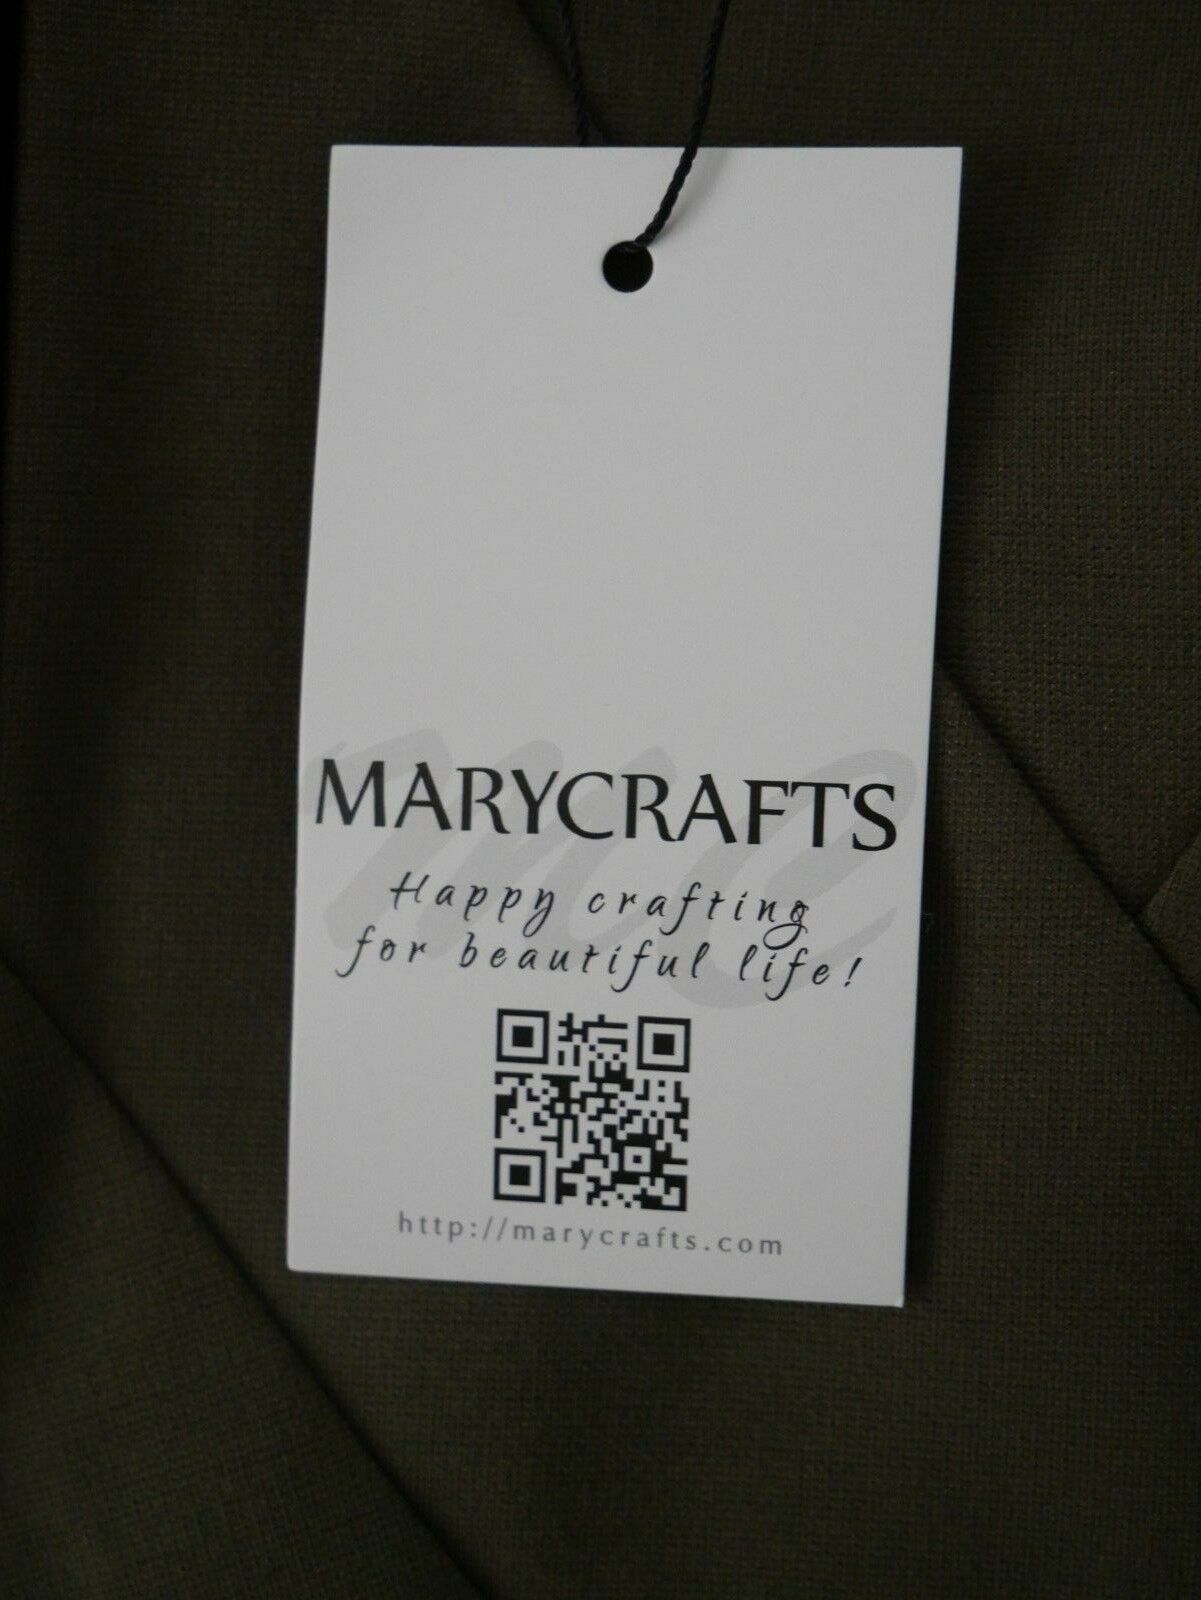 MARYCRAFTS
Happy crafting
for beautiful life!
http://marycrafts.com